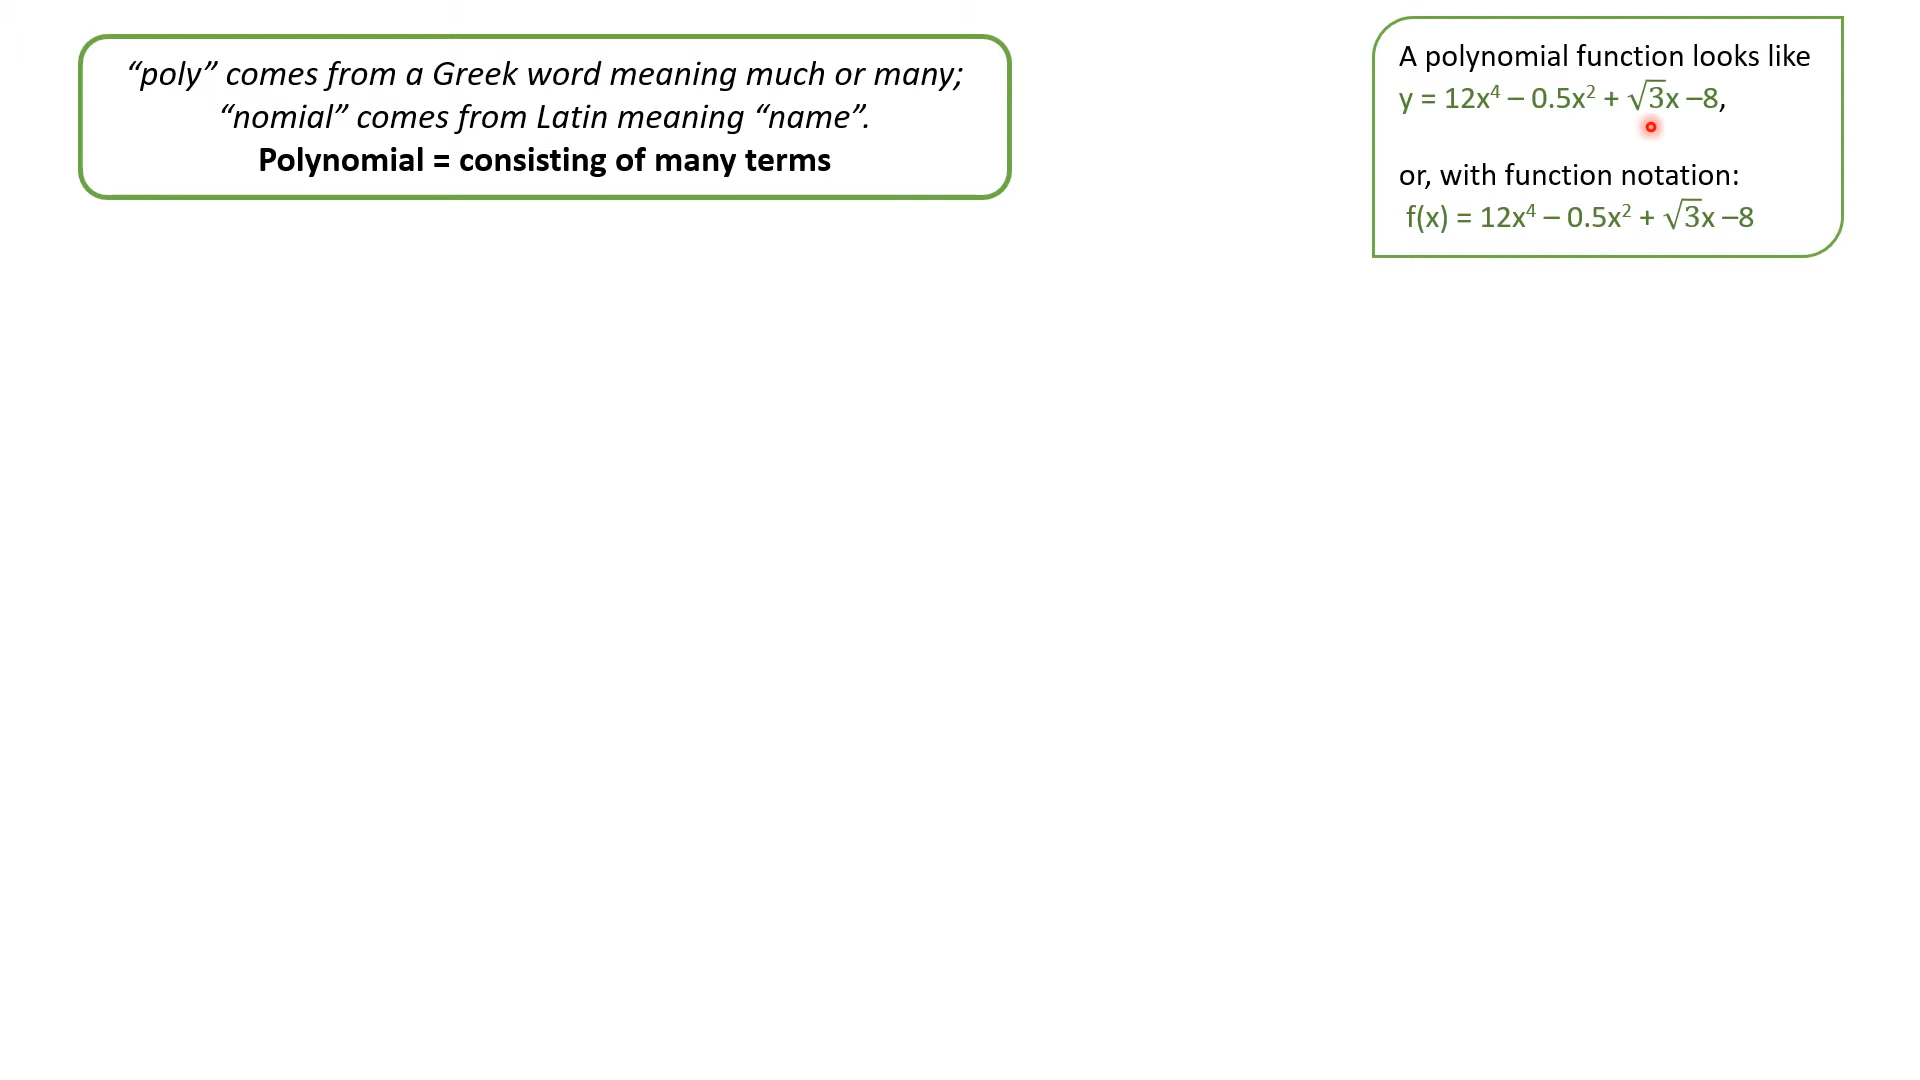 “poly” comes from a Greek word meaning much or many;
“nomial” comes from Latin meaning “name”.
Polynomial = consisting of many terms
A polynomial function looks like
y = 12x⁴ – 0.5x² + √3x –8,
or, with function notation:
f(x) = 12x⁴ – 0.5x² + √3x –8